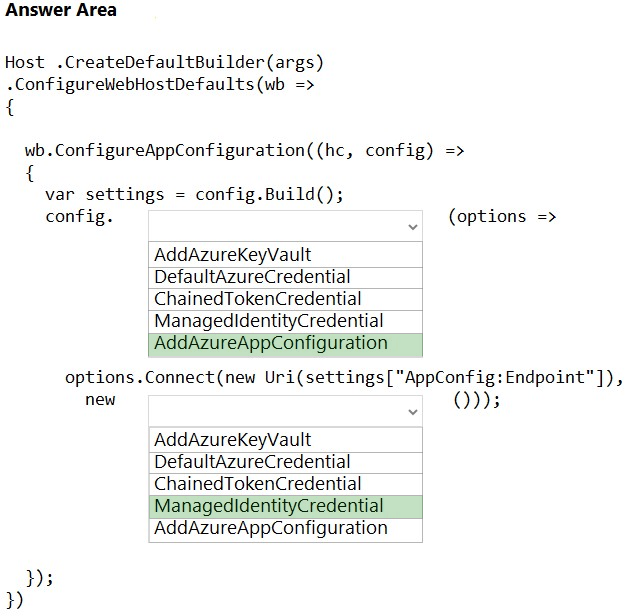 Answer Area
Host .CreateDefaultBuilder(args)
.ConfigureWebHostDefaults(wb =>
{
wb.ConfigureAppConfiguration((hc, config) =>
{
var settings = config.Build();
config. (options =>
AddAzureKeyVault
DefaultAzureCredential
ChainedTokenCredential
ManagedIdentityCredential
AddAzureAppConfiguration
options.Connect(new Uri(settings["AppConfig:Endpoint"]),
new ()));
AddAzureKeyVault
DefaultAzureCredential
ChainedTokenCredential
ManagedIdentityCredential
AddAzureAppConfiguration
});
})